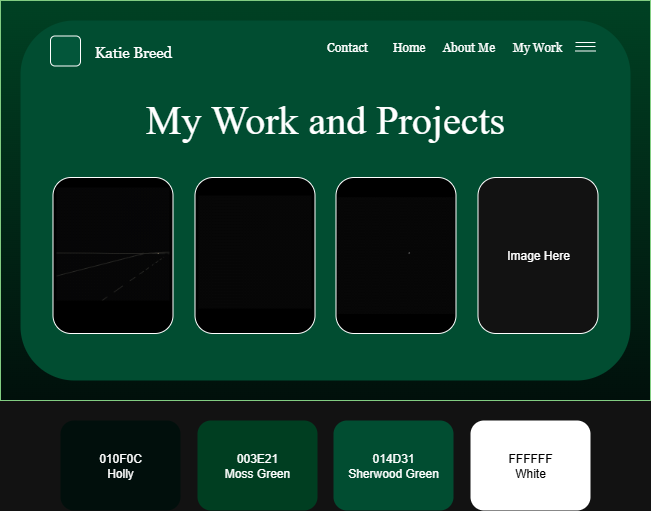 Katie Breed
Contact Home About Me My Work
My Work and Projects
Image Here
010F0C
Holly
003E21
Moss Green
014D31
Sherwood Green
FFFFFF
White